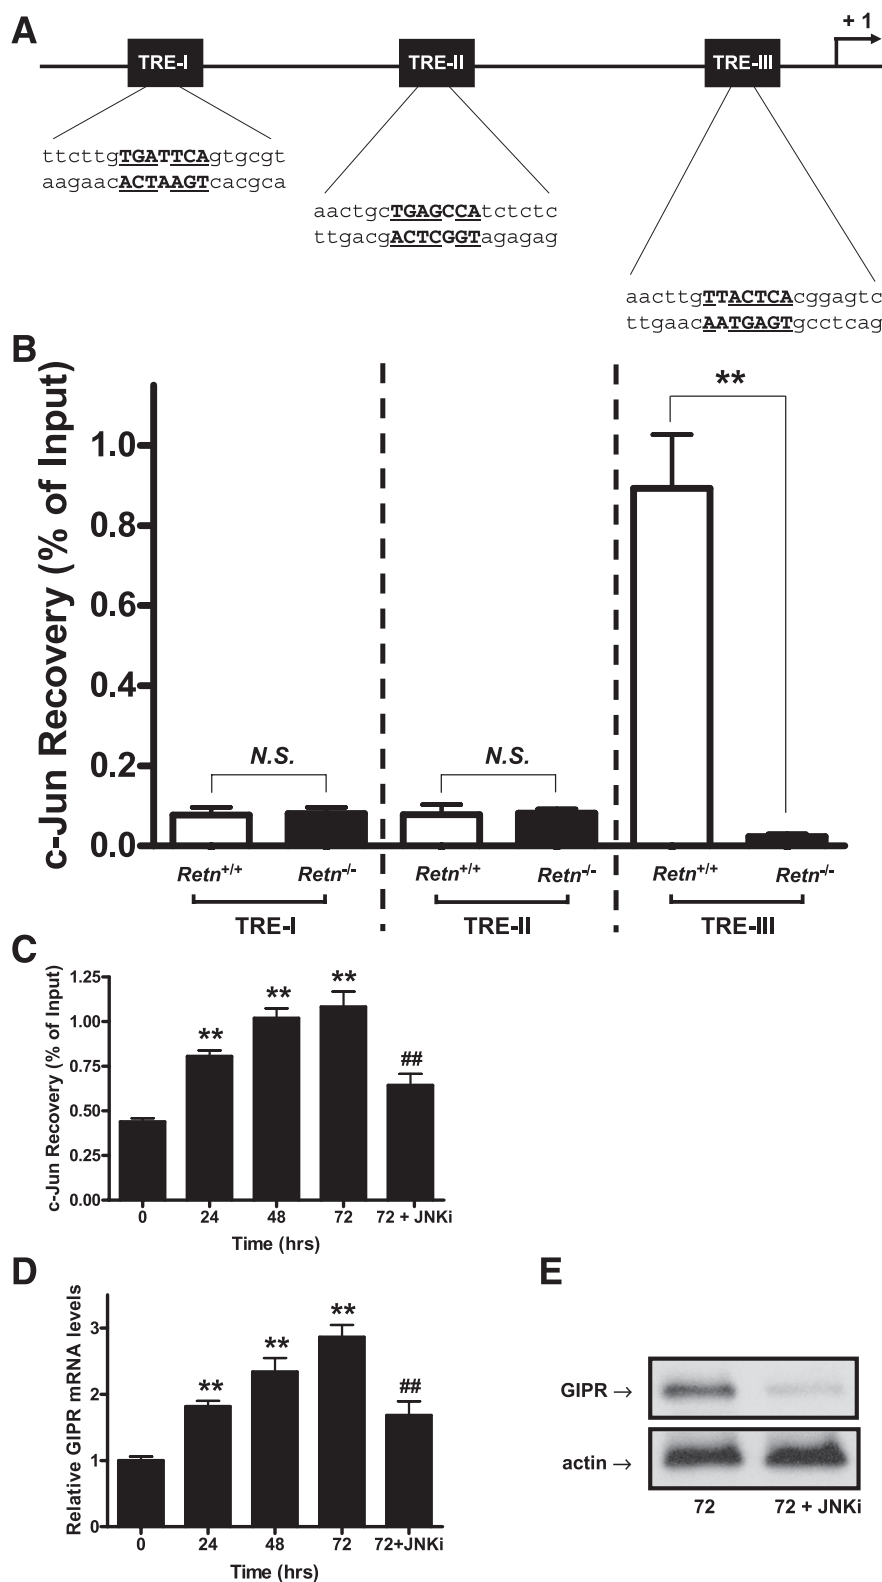 A
+ 1
TRE-I
TRE-II
TRE-III
ttcttgTGATTCAgtgcgt
aagaacACTAAGTcacgca
aactgcTGAGCCAtctctc
ttgacgACTCGGTagagag
aacttgTTACTCAcggagtc
ttgaacAATGAGTgcctcag
B
c-Jun Recovery (% of Input)
1.0
0.8
0.6
0.4
0.2
0.0
N.S.
N.S.
**
Retn+/+
Retn-/-
Retn+/+
Retn-/-
Retn+/+
Retn-/-
TRE-I
TRE-II
TRE-III
C
c-Jun Recovery (% of Input)
1.25
1.00
0.75
0.50
0.25
0.00
**
**
**
##
0
24
48
72
72 + JNKi
Time (hrs)
D
Relative GIPR mRNA levels
3
2
1
0
**
**
**
##
0
24
48
72
72+JNKi
Time (hrs)
E
GIPR →
actin →
72
72 + JNKi